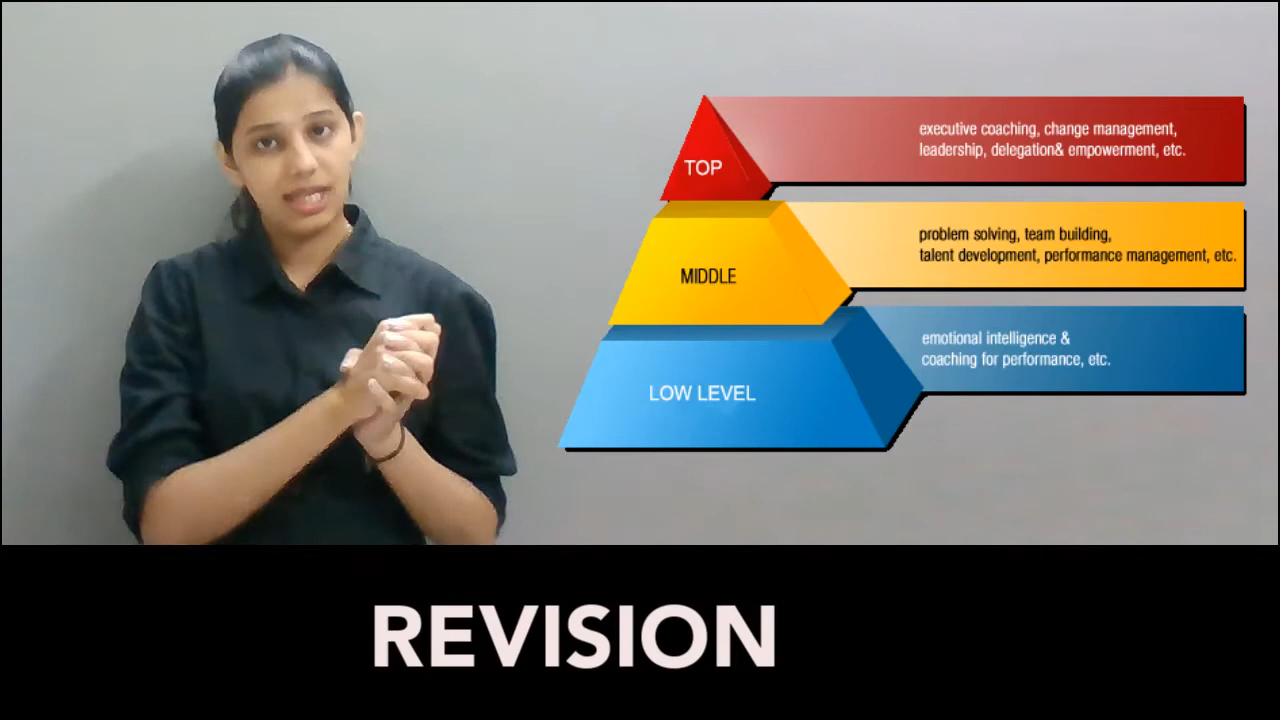 TOP
executive coaching, change management,
leadership, delegation& empowerment, etc.
MIDDLE
problem solving, team building,
talent development, performance management, etc.
LOW LEVEL
emotional intelligence &
coaching for performance, etc.
REVISION